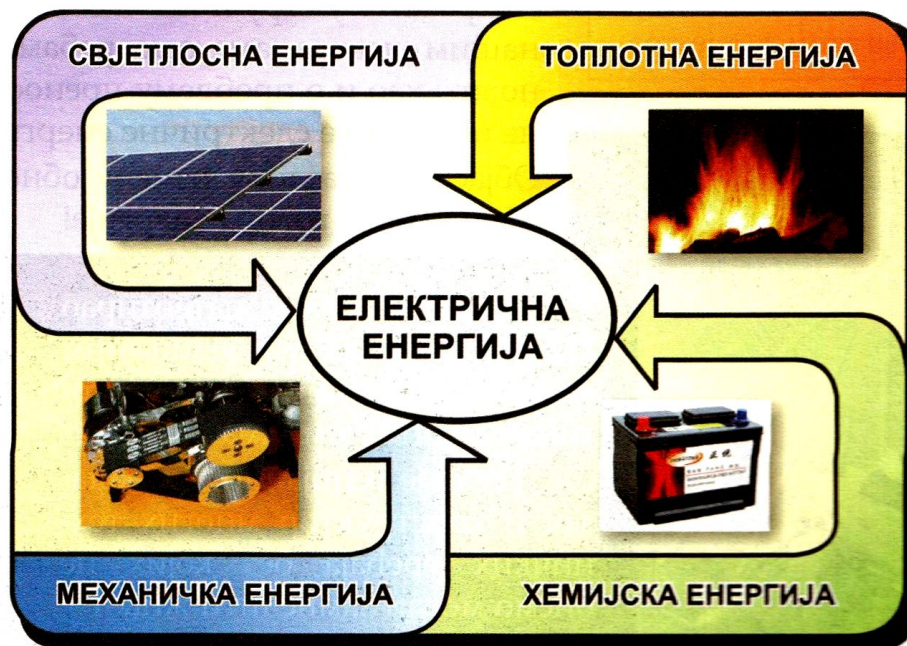 СВЈЕТЛОСНА ЕНЕРГИЈА
ТОПЛОТНА ЕНЕРГИЈА
ЕЛЕКТРИЧНА
ЕНЕРГИЈА
МЕХАНИЧКА ЕНЕРГИЈА
ХЕМИЈСКА ЕНЕРГИЈА